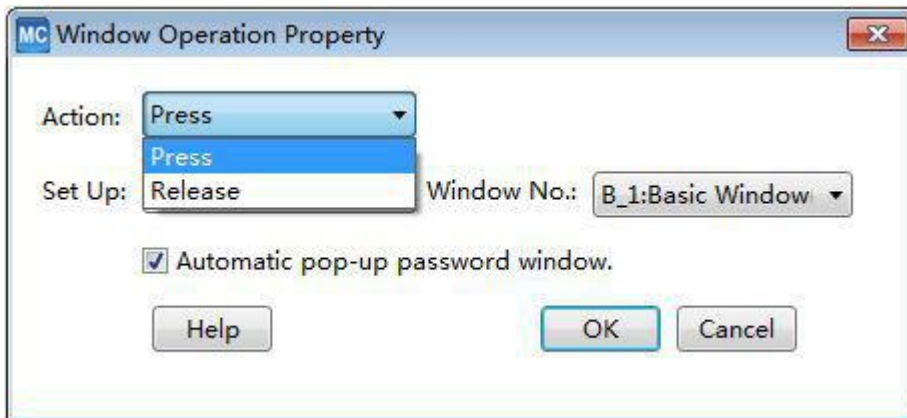 MC Window Operation Property
Action: Press
Press
Set Up: Release Window No.: B_1:Basic Window
Automatic pop-up password window.
Help OK Cancel